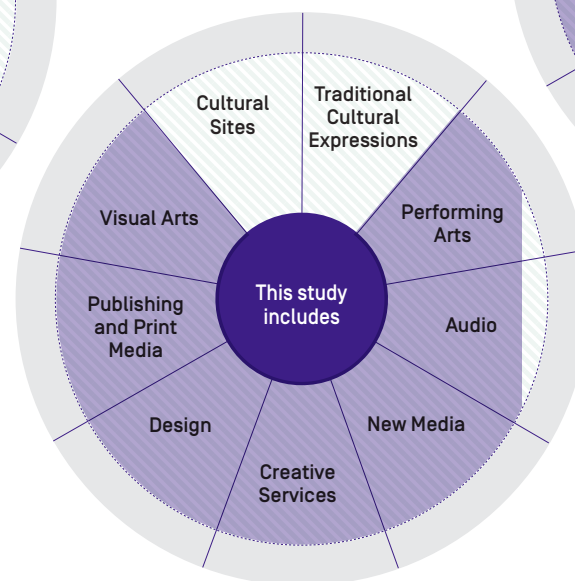 Cultural
Sites
Traditional
Cultural
Expressions
Visual Arts
Performing
Arts
This study
includes
Publishing
and Print
Media
Audio
Design
New Media
Creative
Services